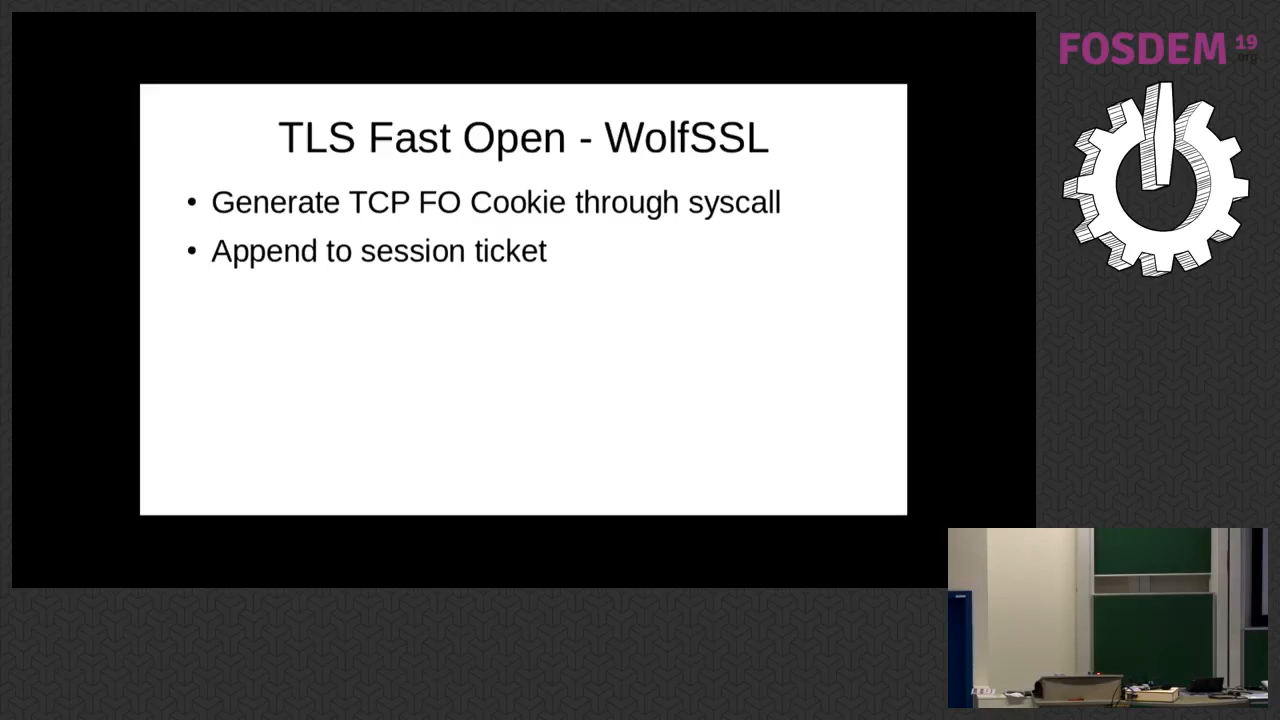 FOSDEM 19
.org
TLS Fast Open - WolfSSL
• Generate TCP FO Cookie through syscall
• Append to session ticket